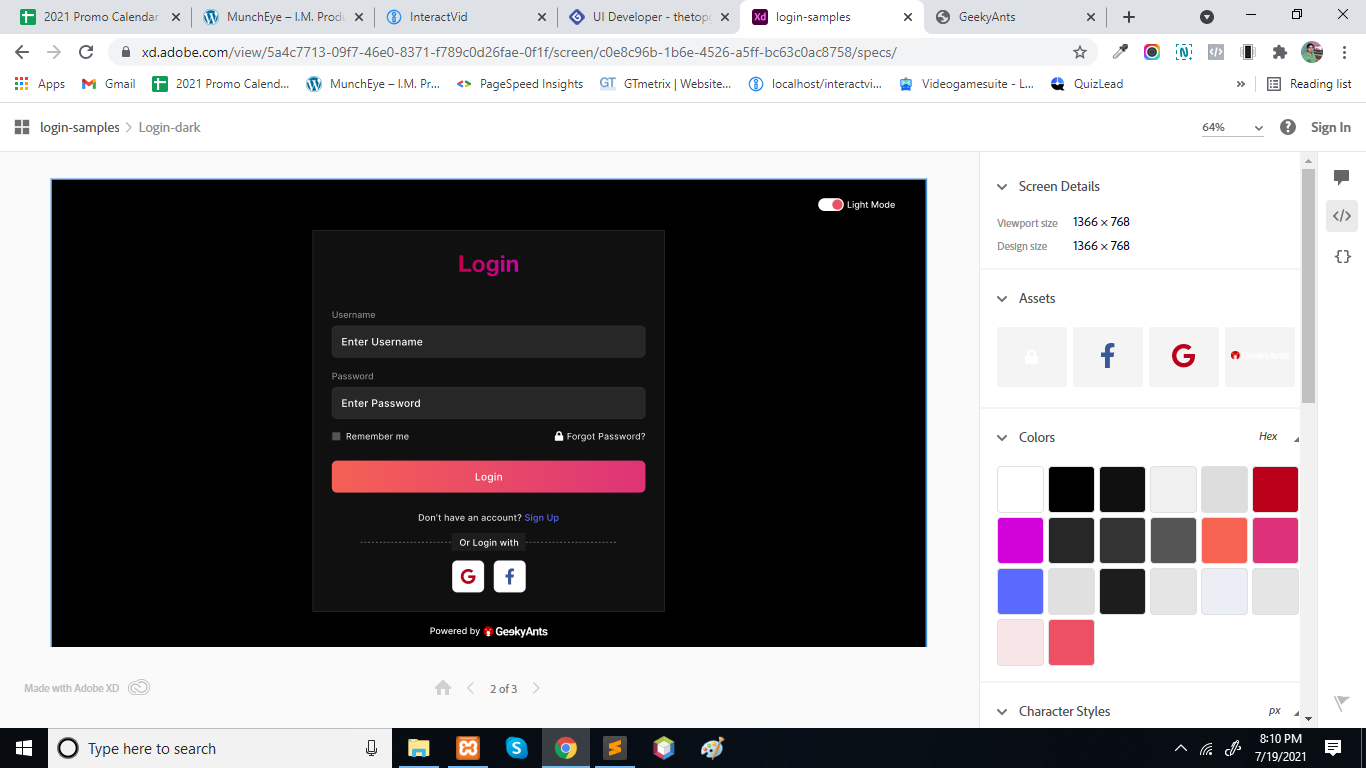 2021 Promo Calendar
MunchEye – I.M. Produ
InteractVid
UI Developer - thetopg
Xd login-samples
GeekyAnts
xd.adobe.com/view/5a4c7713-09f7-46e0-8371-f789c0d26fae-0f1f/screen/c0e8c96b-1b6e-4526-a5ff-bc63c0ac8758/specs/
Apps
Gmail
2021 Promo Calend...
MunchEye – I.M. Pr...
PageSpeed Insights
GT GTmetrix | Website...
localhost/interactvi...
Videogamesuite - L...
QuizLead
»
Reading list
login-samples > Login-dark
64%
Sign In
Light Mode
Login
Username
Enter Username
Password
Enter Password
Remember me
Forgot Password?
Login
Don't have an account? Sign Up
Or Login with
G f
Powered by GeekyAnts
Made with Adobe XD
2 of 3
Screen Details
Viewport size 1366 × 768
Design size 1366 × 768
Assets
f G GeekyAnts
Colors Hex
Character Styles px
Type here to search
8:10 PM
7/19/2021